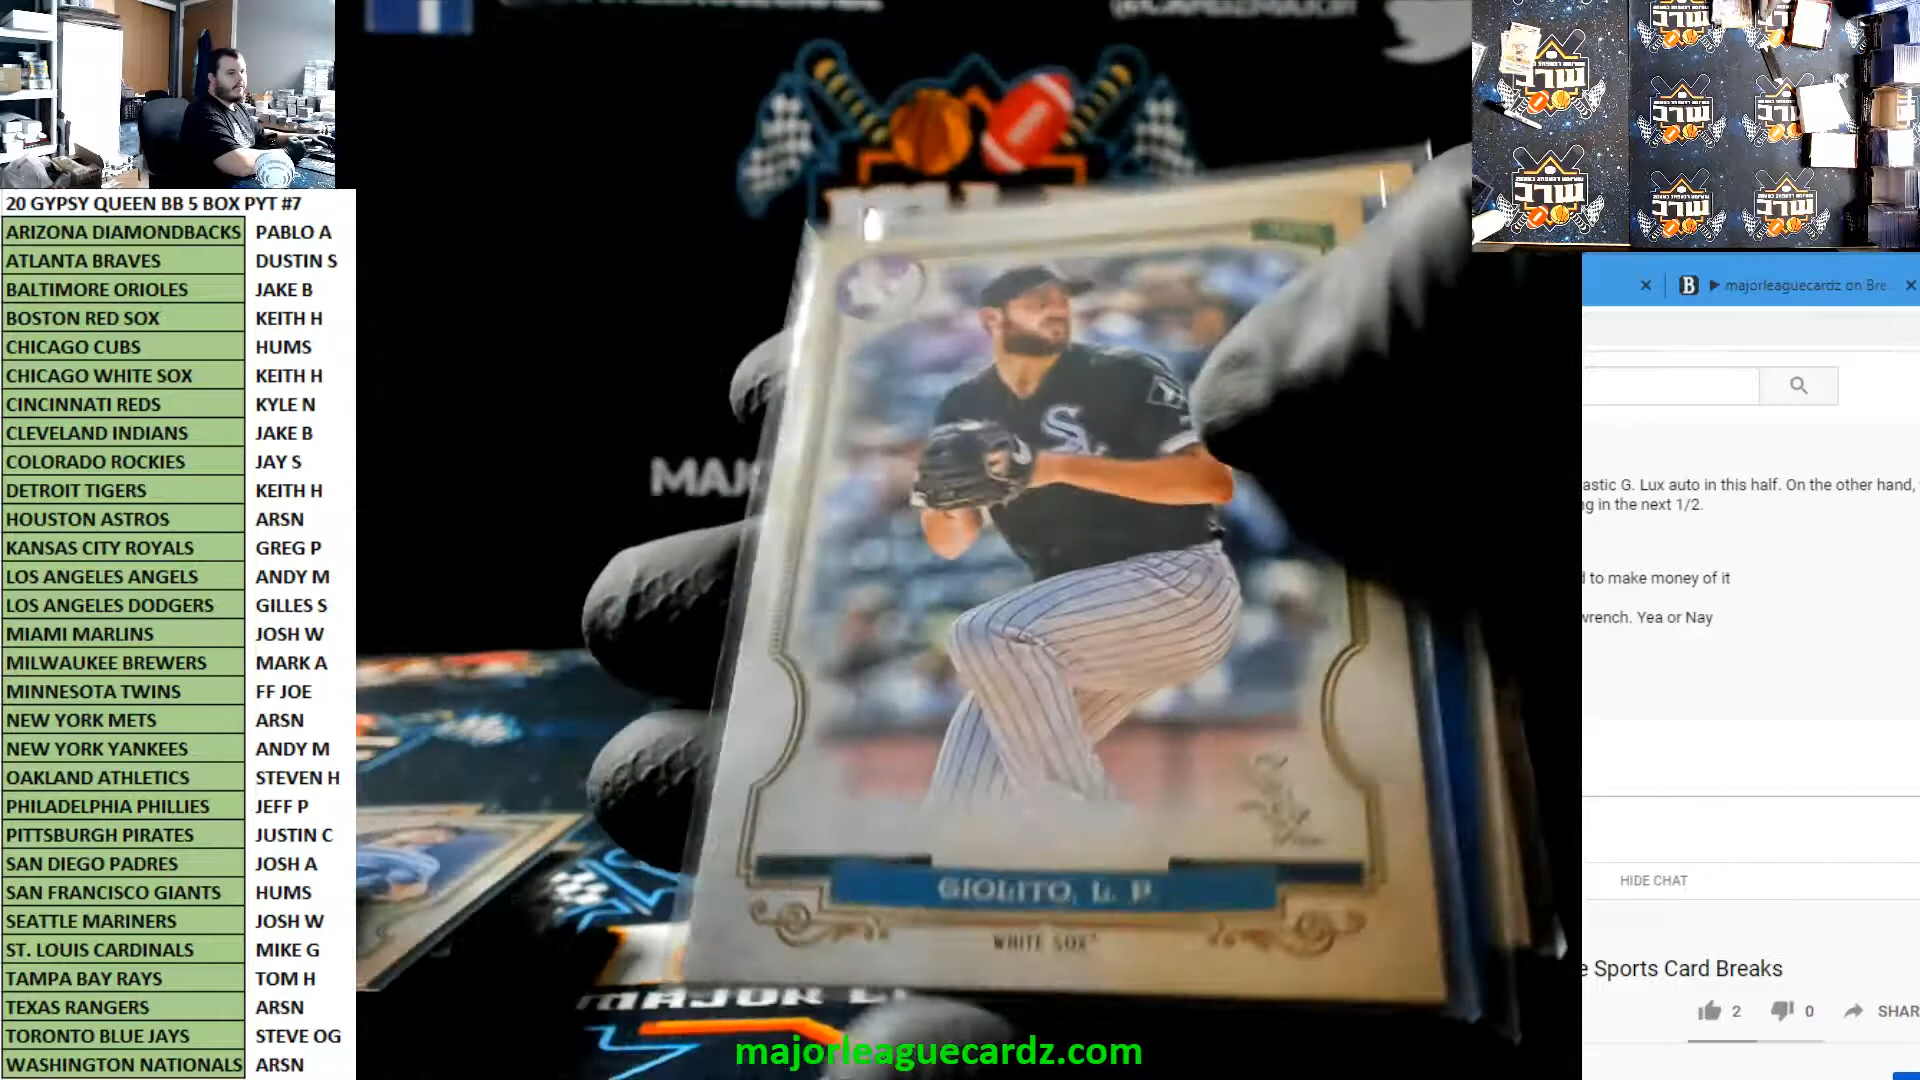 20 GYPSY QUEEN BB 5 BOX PYT #7
ARIZONA DIAMONDBACKS PABLO A
ATLANTA BRAVES DUSTIN S
BALTIMORE ORIOLES JAKE B
BOSTON RED SOX KEITH H
CHICAGO CUBS HUMS
CHICAGO WHITE SOX KEITH H
CINCINNATI REDS KYLE N
CLEVELAND INDIANS JAKE B
COLORADO ROCKIES JAY S
DETROIT TIGERS KEITH H
HOUSTON ASTROS ARSN
KANSAS CITY ROYALS GREG P
LOS ANGELES ANGELS ANDY M
LOS ANGELES DODGERS GILLES S
MIAMI MARLINS JOSH W
MILWAUKEE BREWERS MARK A
MINNESOTA TWINS FF JOE
NEW YORK METS ARSN
NEW YORK YANKEES ANDY M
OAKLAND ATHLETICS STEVEN H
PHILADELPHIA PHILLIES JEFF P
PITTSBURGH PIRATES JUSTIN C
SAN DIEGO PADRES JOSH A
SAN FRANCISCO GIANTS HUMS
SEATTLE MARINERS JOSH W
ST. LOUIS CARDINALS MIKE G
TAMPA BAY RAYS TOM H
TEXAS RANGERS ARSN
TORONTO BLUE JAYS STEVE OG
WASHINGTON NATIONALS ARSN
MAJ
GIOLITO, L. P.
WHITE SOX
MAJOR L
majorleaguecardz.com
majorleaguecardz on Bre
astic G. Lux auto in this half. On the other hand,
g in the next 1/2.
d to make money of it
wrench. Yea or Nay
HIDE CHAT
e Sports Card Breaks
2 0 SHAR